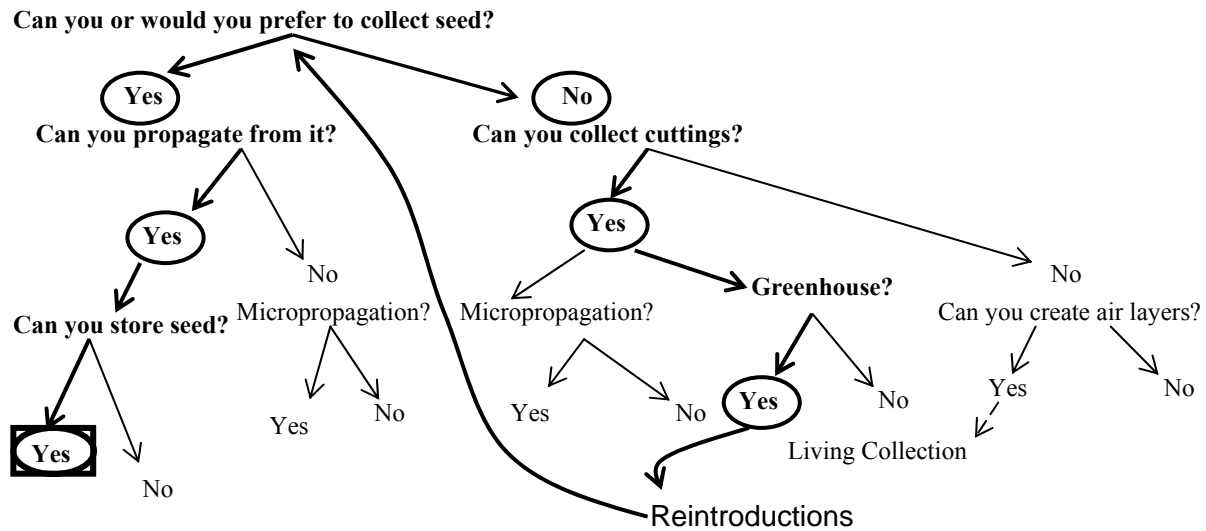 Can you or would you prefer to collect seed?
Yes
No
Can you propagate from it?
Can you collect cuttings?
Yes
Yes
No
No
Greenhouse?
Micropropagation?
Micropropagation?
Can you create air layers?
Can you store seed?
Yes
No
Yes
No
Yes
No
Yes
No
Yes
No
Living Collection
Reintroductions